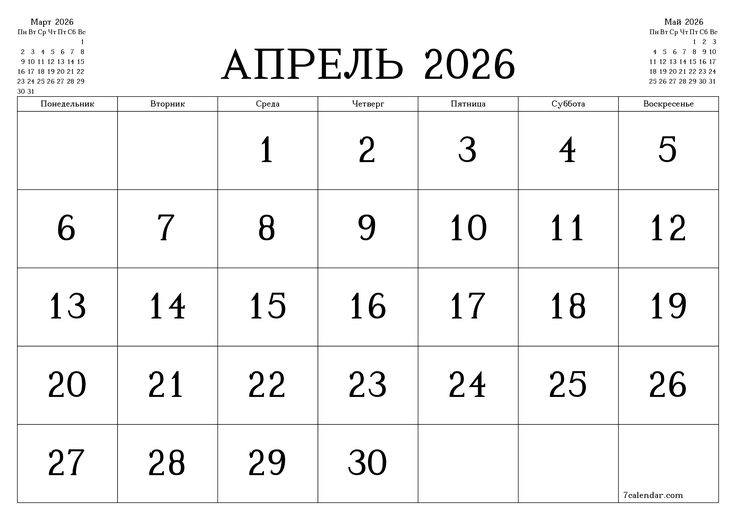 Март 2026
Пн Вт Ср Чт Пт Сб Вс
1
2 3 4 5 6 7 8
9 10 11 12 13 14 15
16 17 18 19 20 21 22
23 24 25 26 27 28 29
30 31
АПРЕЛЬ 2026
Май 2026
Пн Вт Ср Чт Пт Сб Вс
1 2 3
4 5 6 7 8 9 10
11 12 13 14 15 16 17
18 19 20 21 22 23 24
25 26 27 28 29 30 31
Понедельник Вторник Среда Четверг Пятница Суббота Воскресенье
1 2 3 4 5
6 7 8 9 10 11 12
13 14 15 16 17 18 19
20 21 22 23 24 25 26
27 28 29 30
7calendar.com